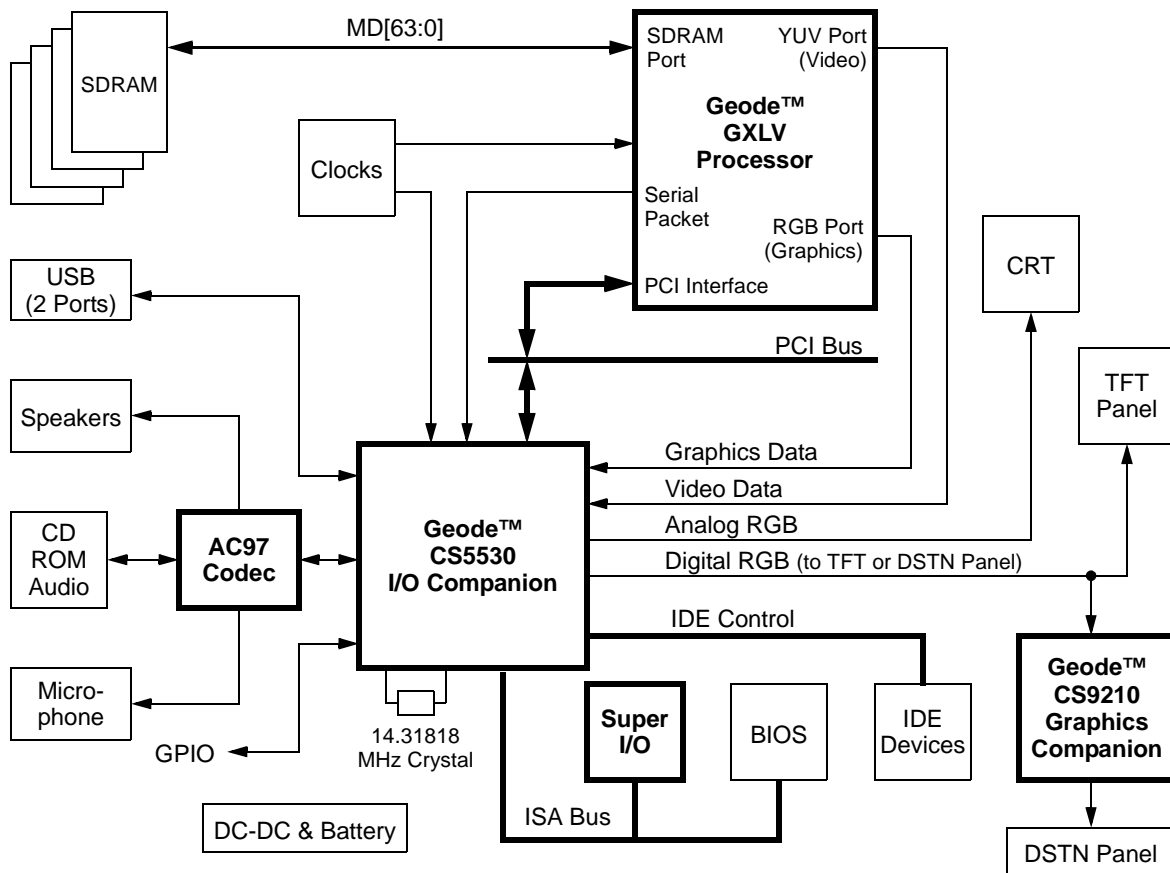 MD[63:0]
SDRAM
SDRAM
Port
YUV Port
(Video)
Geode™
GXLV
Processor
Clocks
Serial
Packet
RGB Port
(Graphics)
PCI Interface
CRT
USB
(2 Ports)
PCI Bus
TFT
Panel
Speakers
Graphics Data
Video Data
Analog RGB
Digital RGB (to TFT or DSTN Panel)
CD
ROM
Audio
AC97
Codec
Geode™
CS5530
I/O Companion
IDE Control
Geode™
CS9210
Graphics
Companion
Micro-
phone
GPIO
14.31818
MHz Crystal
Super
I/O
BIOS
IDE
Devices
ISA Bus
DC-DC & Battery
DSTN Panel